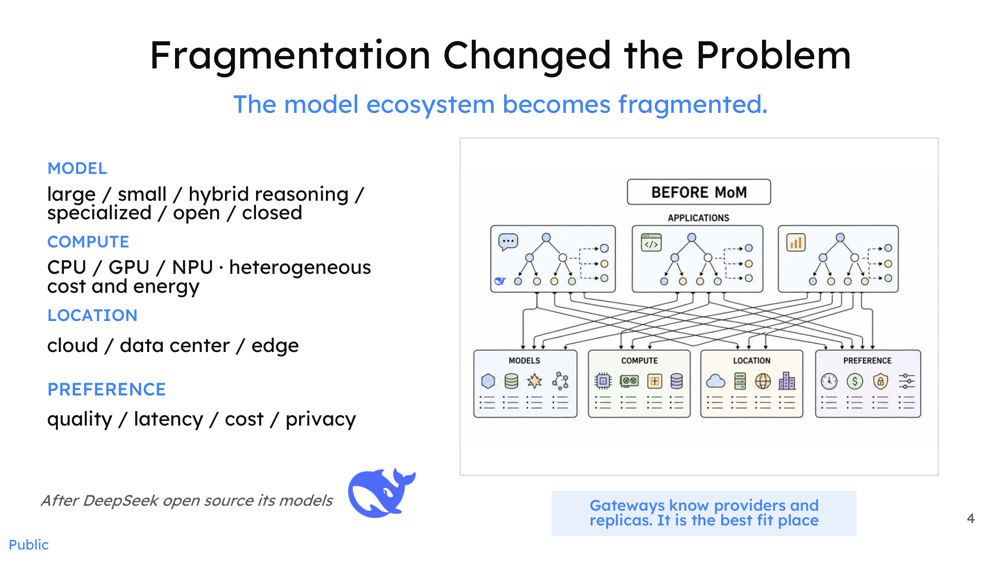 Fragmentation Changed the Problem
The model ecosystem becomes fragmented.
MODEL
large / small / hybrid reasoning /
specialized / open / closed
COMPUTE
CPU / GPU / NPU · heterogeneous
cost and energy
LOCATION
cloud / data center / edge
PREFERENCE
quality / latency / cost / privacy
After DeepSeek open source its models
BEFORE MoM
APPLICATIONS
</>
MODELS
COMPUTE
LOCATION
PREFERENCE
$
Gateways know providers and
replicas. It is the best fit place
4
Public